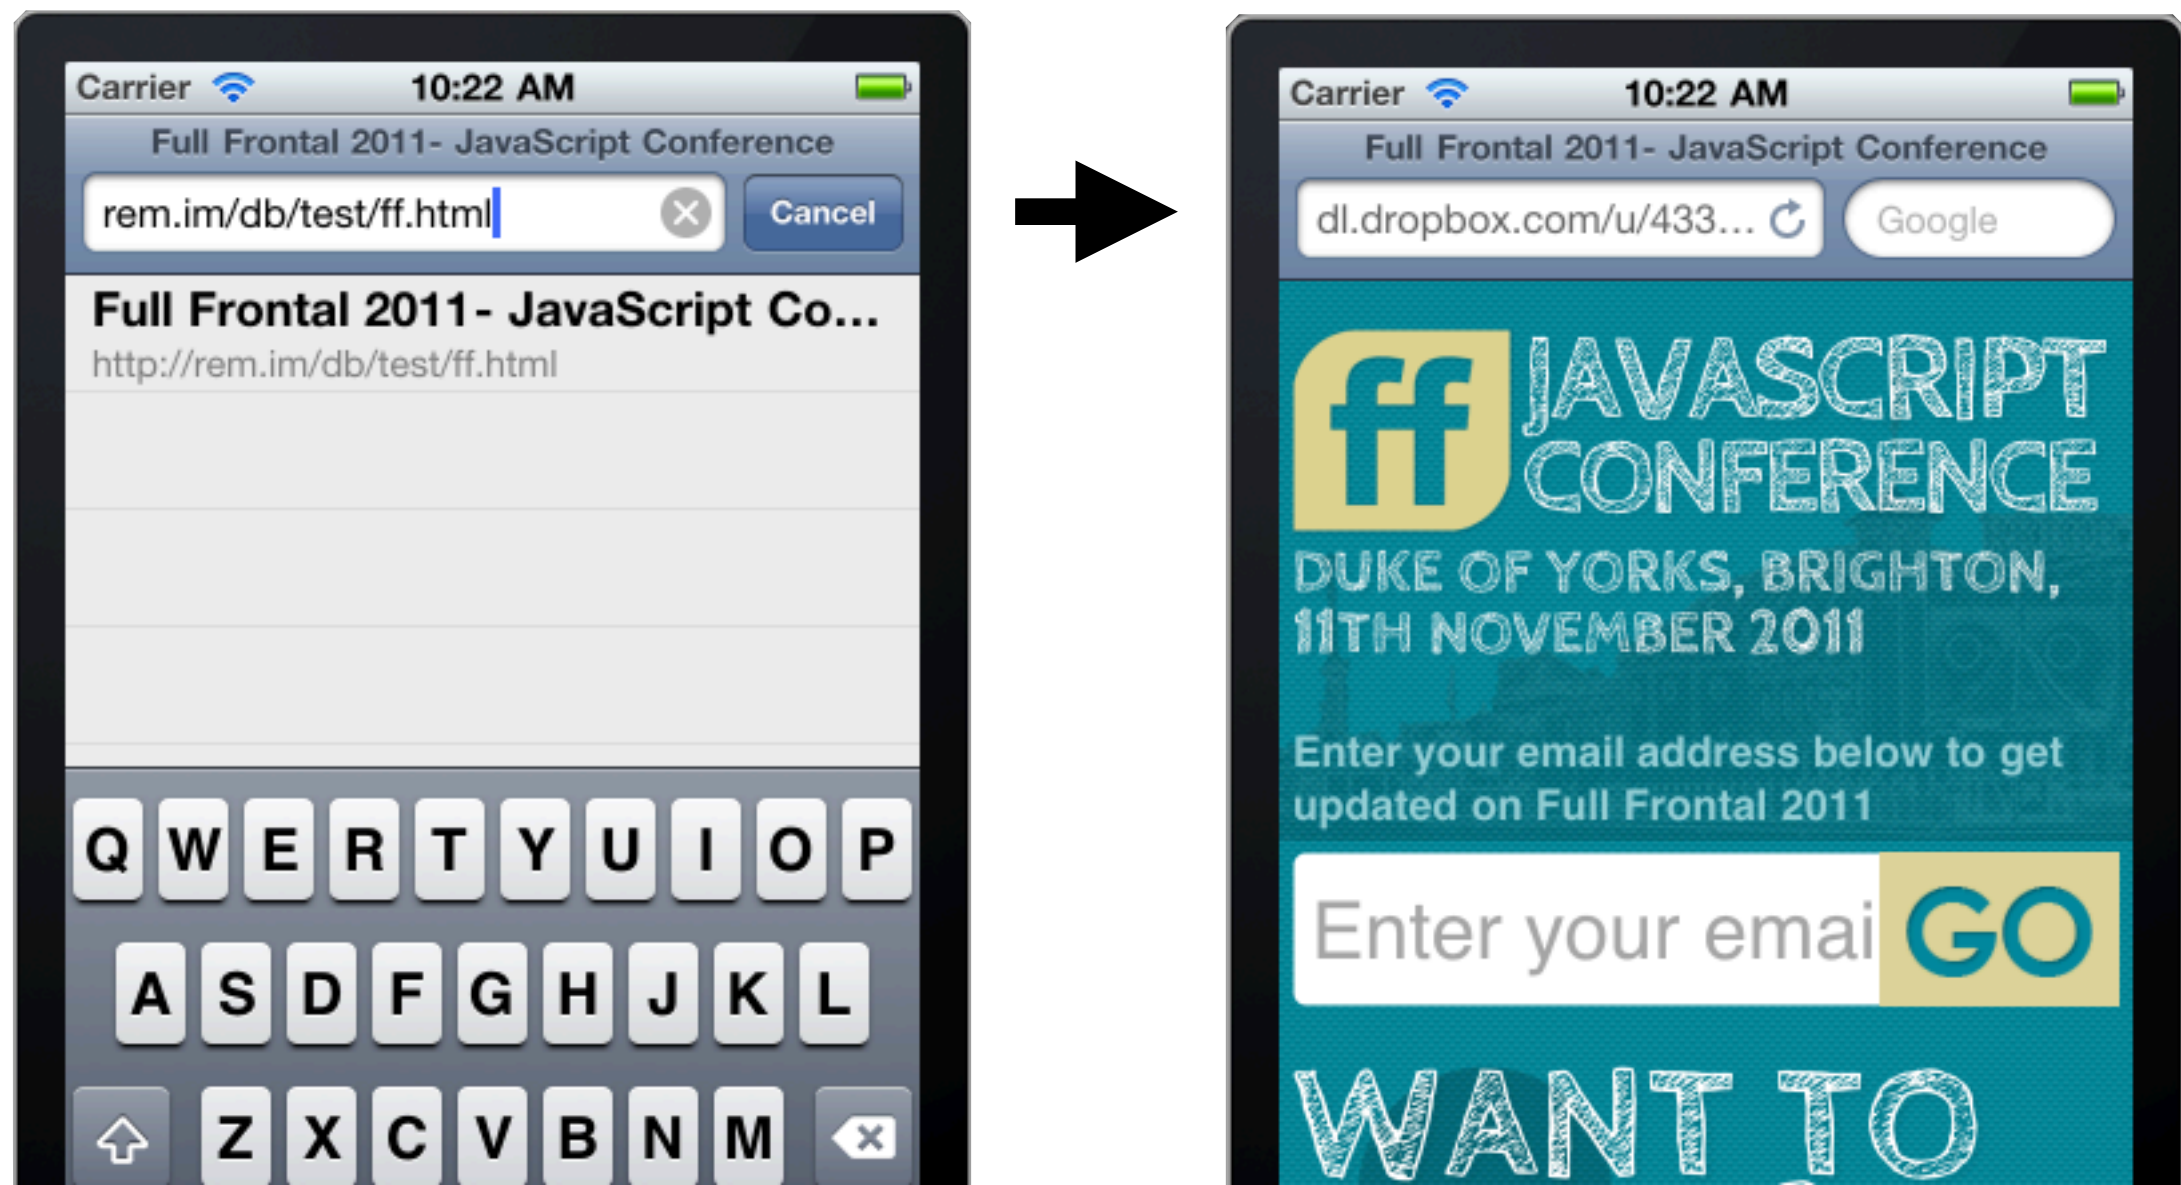 Carrier 10:22 AM
Full Frontal 2011- JavaScript Conference
rem.im/db/test/ff.html Cancel
Full Frontal 2011- JavaScript Co...
http://rem.im/db/test/ff.html
Q W E R T Y U I O P
A S D F G H J K L
Z X C V B N M
Carrier 10:22 AM
Full Frontal 2011- JavaScript Conference
dl.dropbox.com/u/433... Google
ff JAVASCRIPT
CONFERENCE
DUKE OF YORKS, BRIGHTON,
11TH NOVEMBER 2011
Enter your email address below to get
updated on Full Frontal 2011
Enter your emai GO
WANT TO